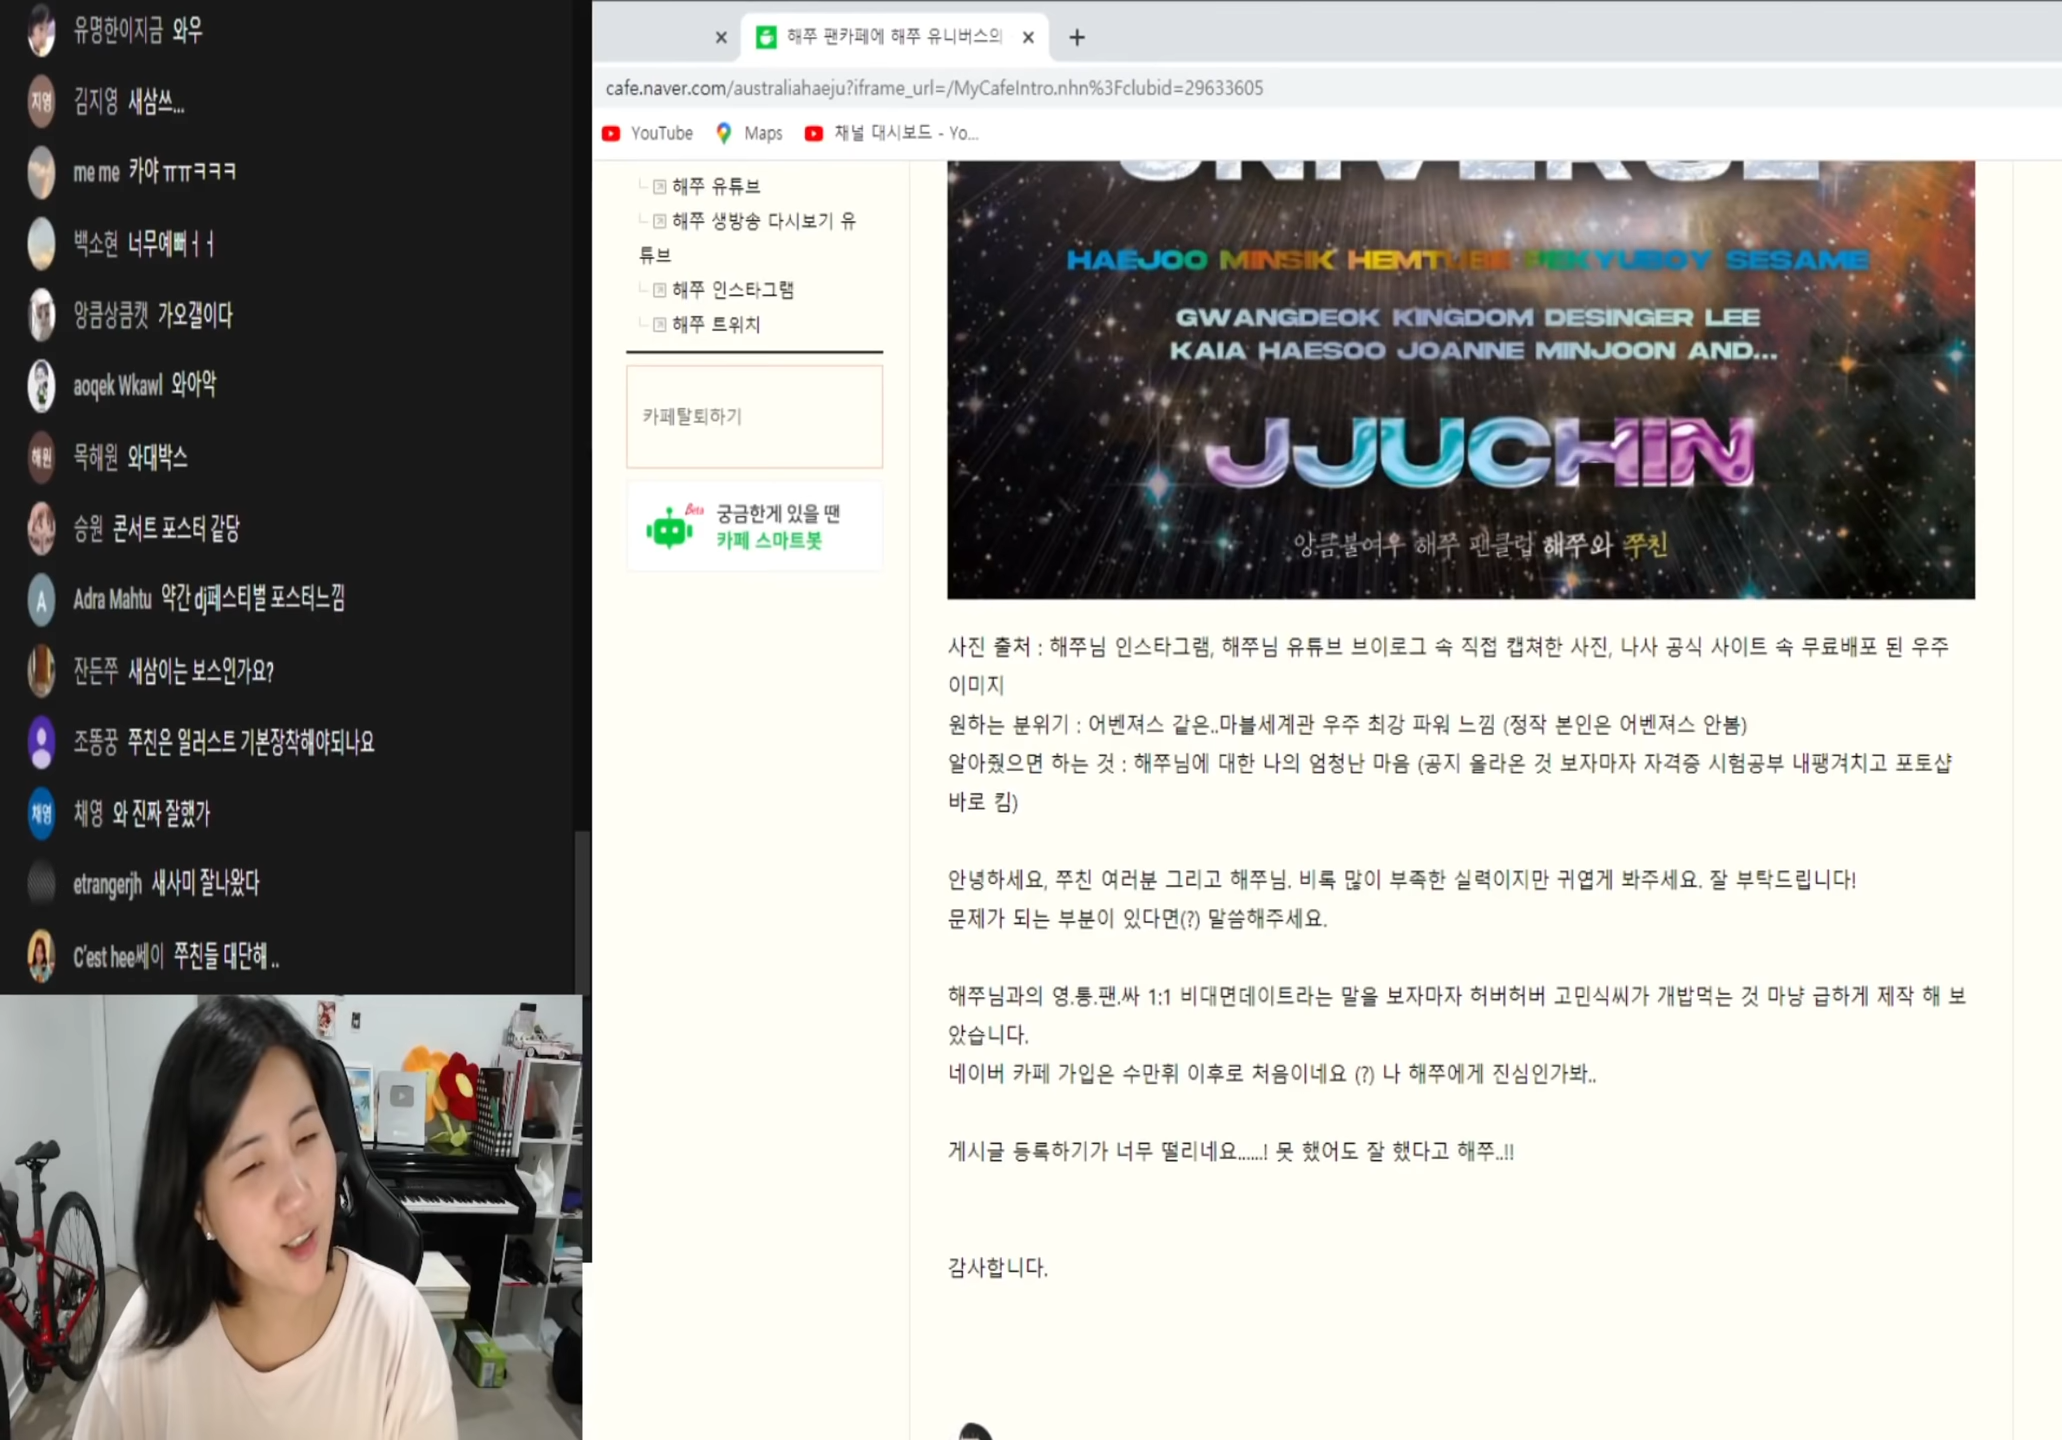 유명한이지금 와우
지영 김지영 새삼쓰...
me me 카야 ㅠㅠㅋㅋㅋ
백소현 너무예뻐ㅓㅓ
앙큼상큼캣 가오갤이다
aoqek Wkawl 와아악
해원 목해원 와대박스
승원 콘서트 포스터 같당
A Adra Mahtu 약간 dj페스티벌 포스터느낌
잔든쭈 새삼이는 보스인가요?
조똥꿍 쭈친은 일러스트 기본장착해야되나요
채영 채영 와 진짜 잘했가
etrangerjh 새사미 잘나왔다
C'est hee쎄이 쭈친들 대단해 ..
해쭈 팬카페에 해쭈 유니버스의
cafe.naver.com/australiahaeju?iframe_url=/MyCafeIntro.nhn%3Fclubid=29633605
YouTube Maps 채널 대시보드 - Yo...
해쭈 유튜브
해쭈 생방송 다시보기 유
튜브
해쭈 인스타그램
해쭈 트위치
카페탈퇴하기
Beta 궁금한게 있을 땐
카페 스마트봇
UNIVERSE
HAEJOO MINSIK HEMTUBE PEKYUBOY SESAME
GWANGDEOK KINGDOM DESINGER LEE
KAIA HAESOO JOANNE MINJOON AND...
JJUCHIN
앙큼불여우 해쭈 팬클럽 해쭈와 쭈친
사진 출처 : 해쭈님 인스타그램, 해쭈님 유튜브 브이로그 속 직접 캡쳐한 사진, 나사 공식 사이트 속 무료배포 된 우주
이미지
원하는 분위기 : 어벤져스 같은..마블세계관 우주 최강 파워 느낌 (정작 본인은 어벤져스 안봄)
알아줬으면 하는 것 : 해쭈님에 대한 나의 엄청난 마음 (공지 올라온 것 보자마자 자격증 시험공부 내팽겨치고 포토샵
바로 킴)
안녕하세요, 쭈친 여러분 그리고 해쭈님. 비록 많이 부족한 실력이지만 귀엽게 봐주세요. 잘 부탁드립니다!
문제가 되는 부분이 있다면(?) 말씀해주세요.
해쭈님과의 영.통.팬.싸 1:1 비대면데이트라는 말을 보자마자 허버허버 고민식씨가 개밥먹는 것 마냥 급하게 제작 해 보
았습니다.
네이버 카페 가입은 수만휘 이후로 처음이네요 (?) 나 해쭈에게 진심인가봐..
게시글 등록하기가 너무 떨리네요......! 못 했어도 잘 했다고 해쭈..!!
감사합니다.